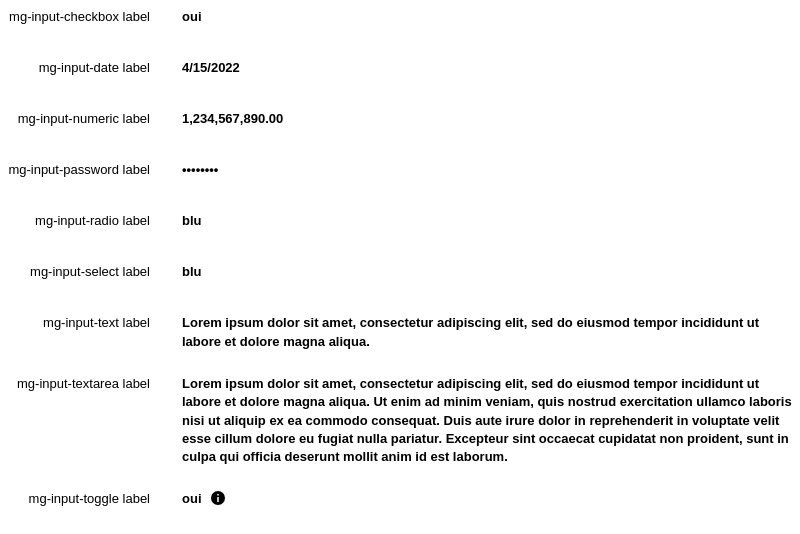 mg-input-checkbox label oui
mg-input-date label 4/15/2022
mg-input-numeric label 1,234,567,890.00
mg-input-password label ••••••••
mg-input-radio label blu
mg-input-select label blu
mg-input-text label Lorem ipsum dolor sit amet, consectetur adipiscing elit, sed do eiusmod tempor incididunt ut
labore et dolore magna aliqua.
mg-input-textarea label Lorem ipsum dolor sit amet, consectetur adipiscing elit, sed do eiusmod tempor incididunt ut
labore et dolore magna aliqua. Ut enim ad minim veniam, quis nostrud exercitation ullamco laboris
nisi ut aliquip ex ea commodo consequat. Duis aute irure dolor in reprehenderit in voluptate velit
esse cillum dolore eu fugiat nulla pariatur. Excepteur sint occaecat cupidatat non proident, sunt in
culpa qui officia deserunt mollit anim id est laborum.
mg-input-toggle label oui